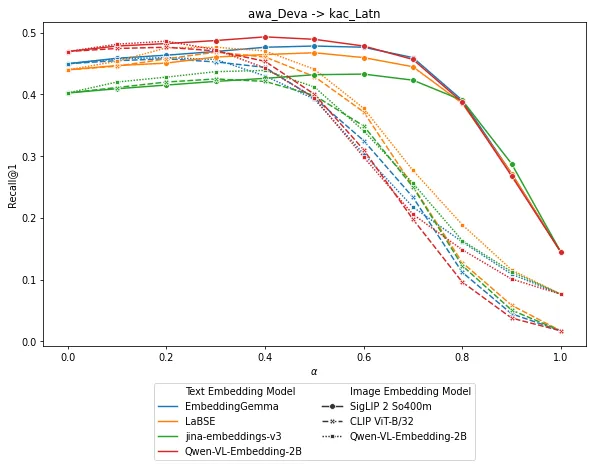 awa_Deva -> kac_Latn
0.5
0.4
0.3
0.2
0.1
0.0
Recall@1
0.0 0.2 0.4 0.6 0.8 1.0
α
Text Embedding Model Image Embedding Model
EmbeddingGemma SigLIP 2 So400m
LaBSE CLIP ViT-B/32
jina-embeddings-v3 Qwen-VL-Embedding-2B
Qwen-VL-Embedding-2B